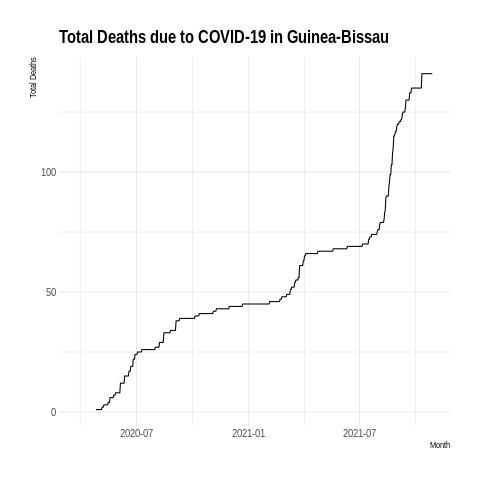 Total Deaths due to COVID-19 in Guinea-Bissau
Total Deaths
100
50
0
2020-07
2021-01
2021-07
Month